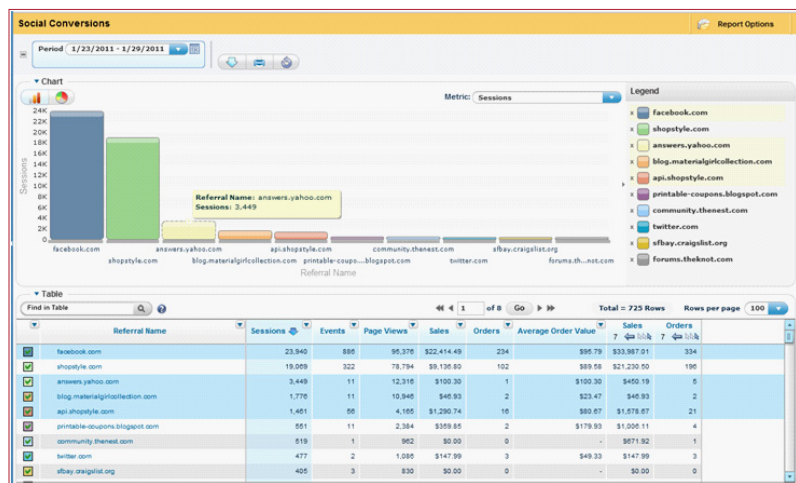 Social Conversions
Report Options
Period 1/23/2011 - 1/29/2011
Chart
Metric: Sessions
Legend
24K
22K
20K
18K
16K
14K
12K
10K
8K
6K
4K
2K
0
Sessions
Referral Name: answers.yahoo.com
Sessions: 3,449
facebook.com answers.yahoo.com api.shopstyle.com community.thenest.com sfbay.craigslist.org
shopstyle.com blog.materialgirlcollection.com printable-coupo...blogspot.com twitter.com forums.th...not.com
Referral Name
x facebook.com
x shopstyle.com
x answers.yahoo.com
x blog.materialgirlcollection.com
x api.shopstyle.com
x printable-coupons.blogspot.com
x community.thenest.com
x twitter.com
x sfbay.craigslist.org
x forums.theknot.com
Table
Find in Table 1 of 8 Go Total = 725 Rows Rows per page 100
Referral Name Sessions Events Page Views Sales Orders Average Order Value Sales 7 Orders 7
facebook.com 23,940 886 95,376 $22,414.49 234 $95.79 $33,987.01 334
shopstyle.com 19,069 322 78,794 $9,136.80 102 $89.58 $21,230.50 196
answers.yahoo.com 3,449 11 12,316 $100.30 1 $100.30 $450.19 5
blog.materialgirlcollection.com 1,776 11 10,946 $46.93 2 $23.47 $46.93 2
api.shopstyle.com 1,461 56 4,165 $1,290.74 16 $80.67 $1,578.67 21
printable-coupons.blogspot.com 551 11 2,384 $359.85 2 $179.93 $1,006.11 4
community.thenest.com 519 1 962 $0.00 0 - $671.92 1
twitter.com 477 2 1,086 $147.99 3 $49.33 $147.99 3
sfbay.craigslist.org 405 3 830 $0.00 0 - $0.00 0